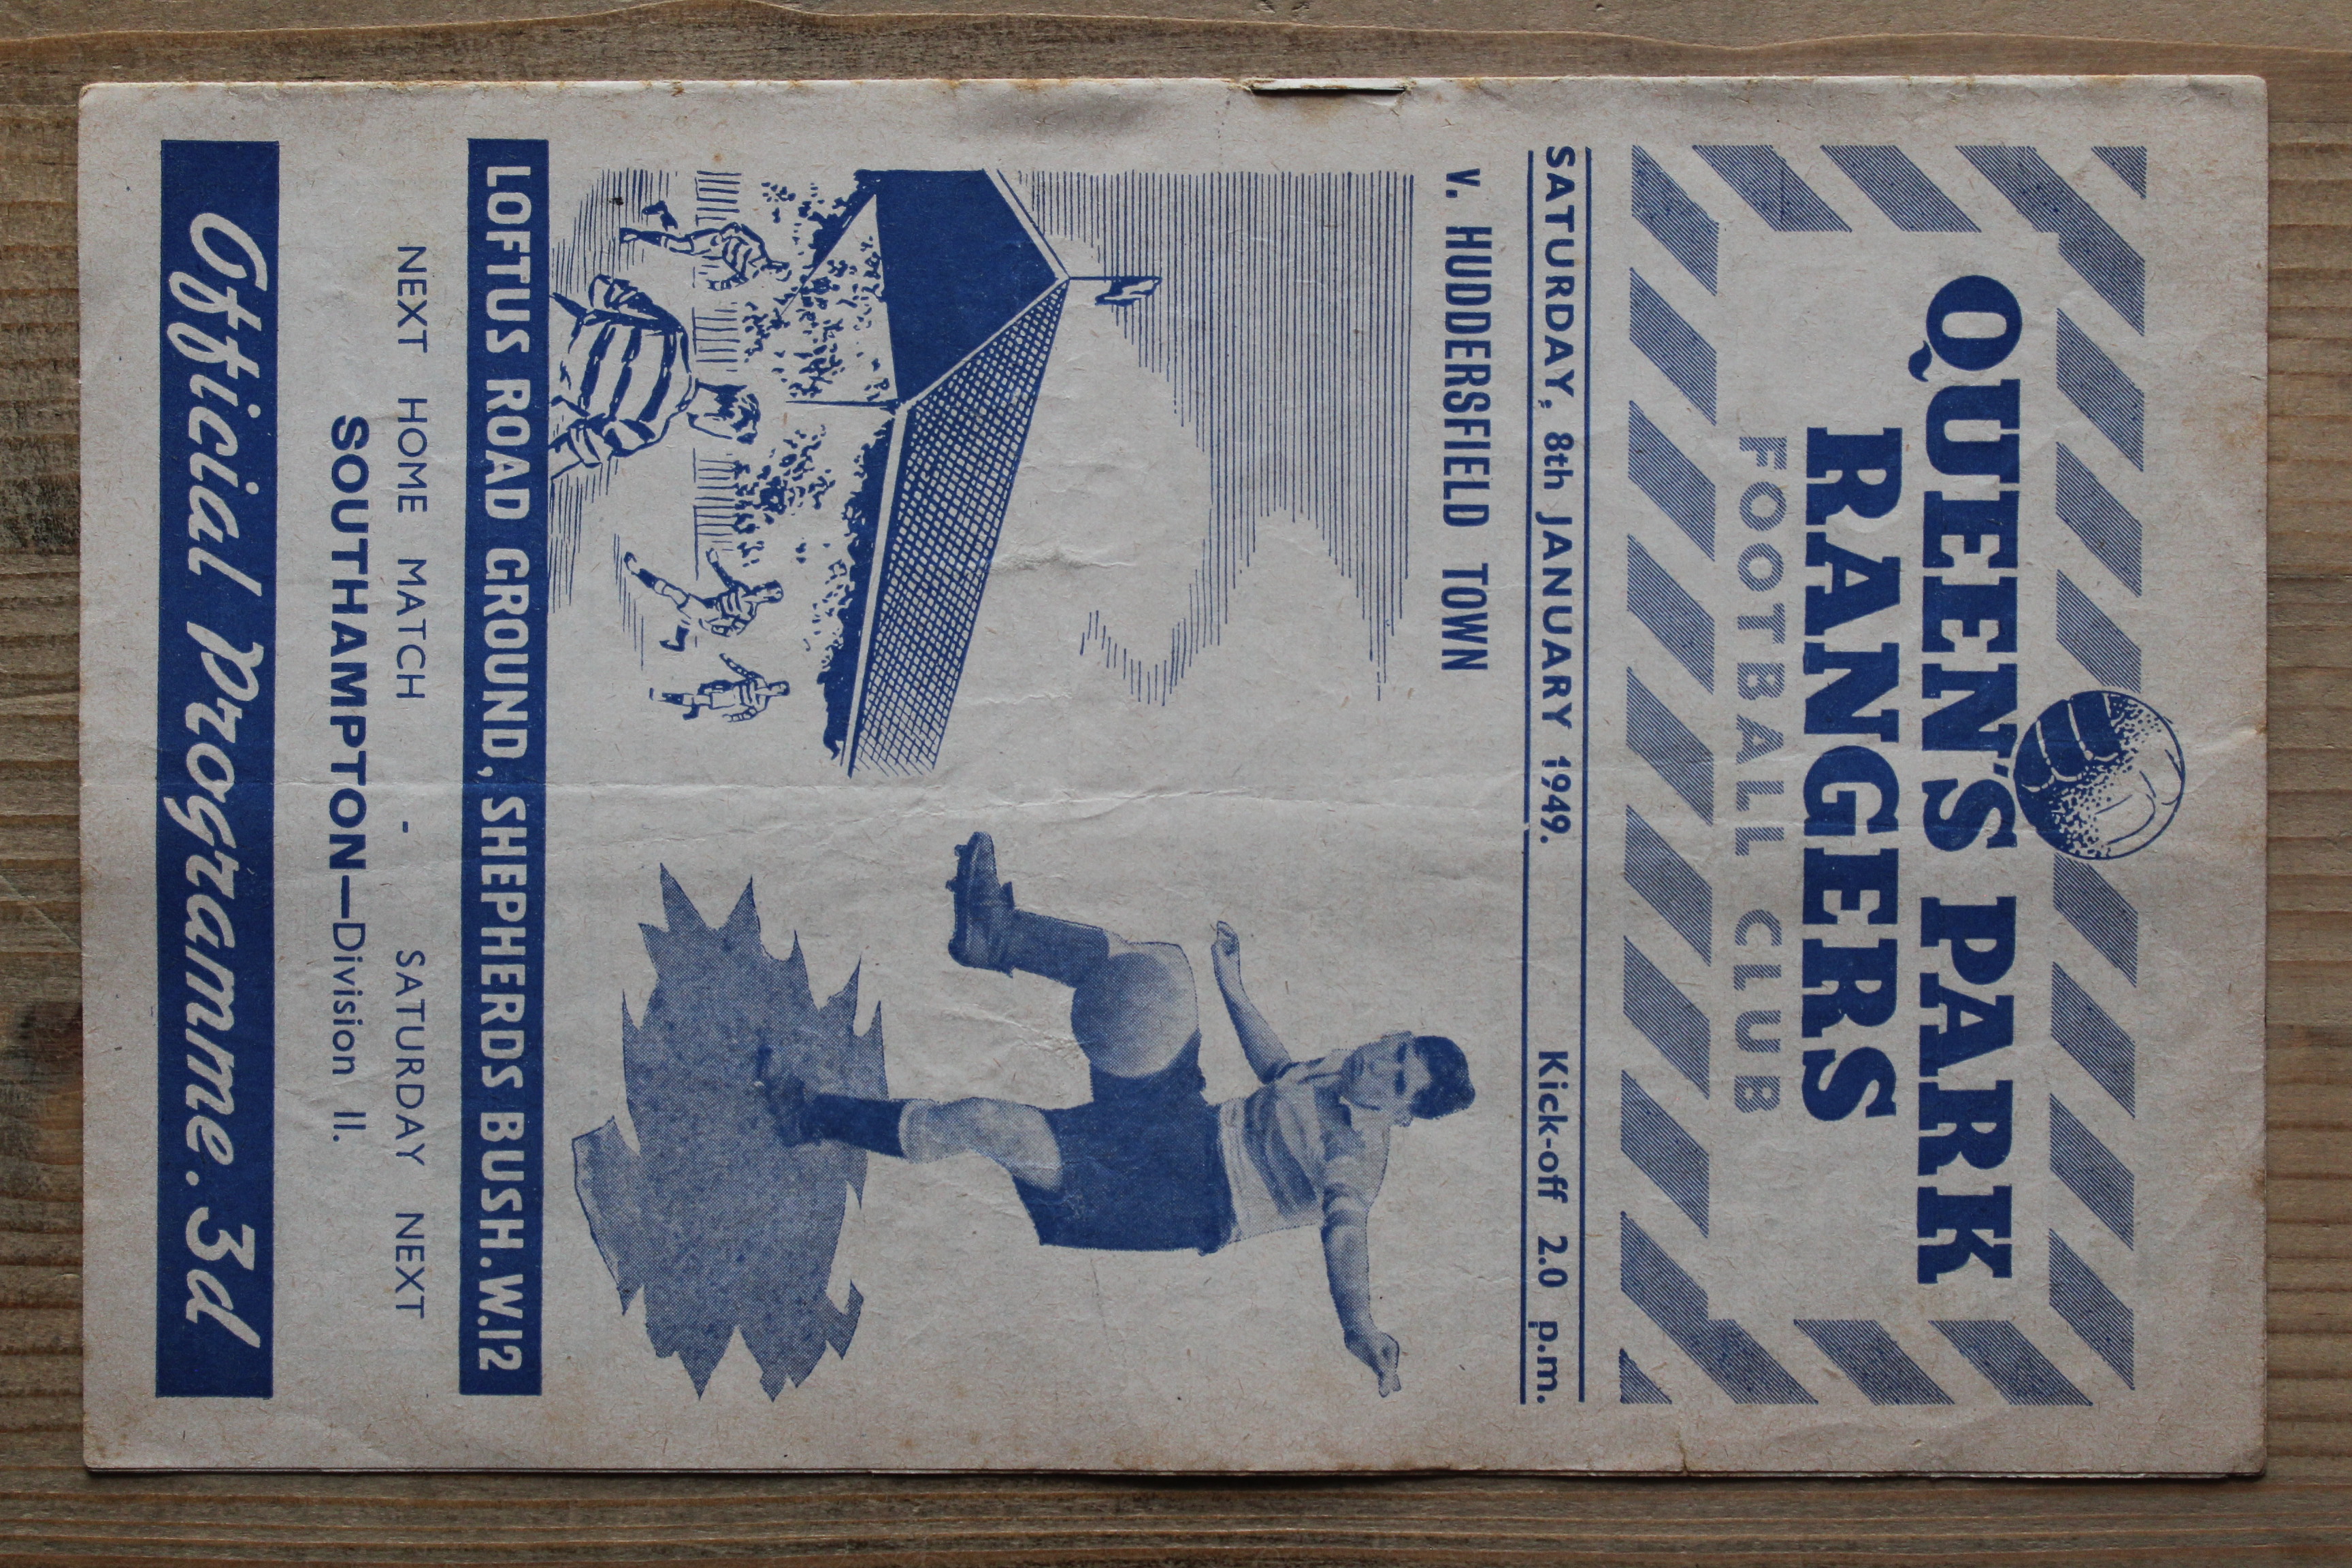 QUEEN'S PARK
RANGERS
FOOTBALL CLUB
SATURDAY, 8th JANUARY 1949. Kick-off 2.0 p.m.
v. HUDDERSFIELD TOWN
LOFTUS ROAD GROUND, SHEPHERDS BUSH. W.12
NEXT HOME MATCH - SATURDAY NEXT
SOUTHAMPTON—Division II.
Official Programme. 3d